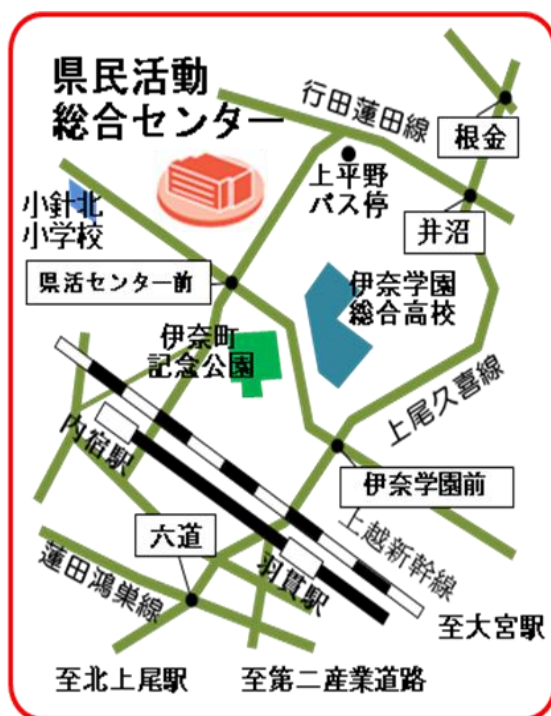 県民活動
総合センター
行田蓮田線
根金
上平野
バス停
小針北
小学校
井沼
県活センター前
伊奈学園
総合高校
伊奈町
記念公園
上尾久喜線
内宿駅
伊奈学園前
六道
上越新幹線
羽貫駅
蓮田鴻巣線
至大宮駅
至北上尾駅
至第二産業道路